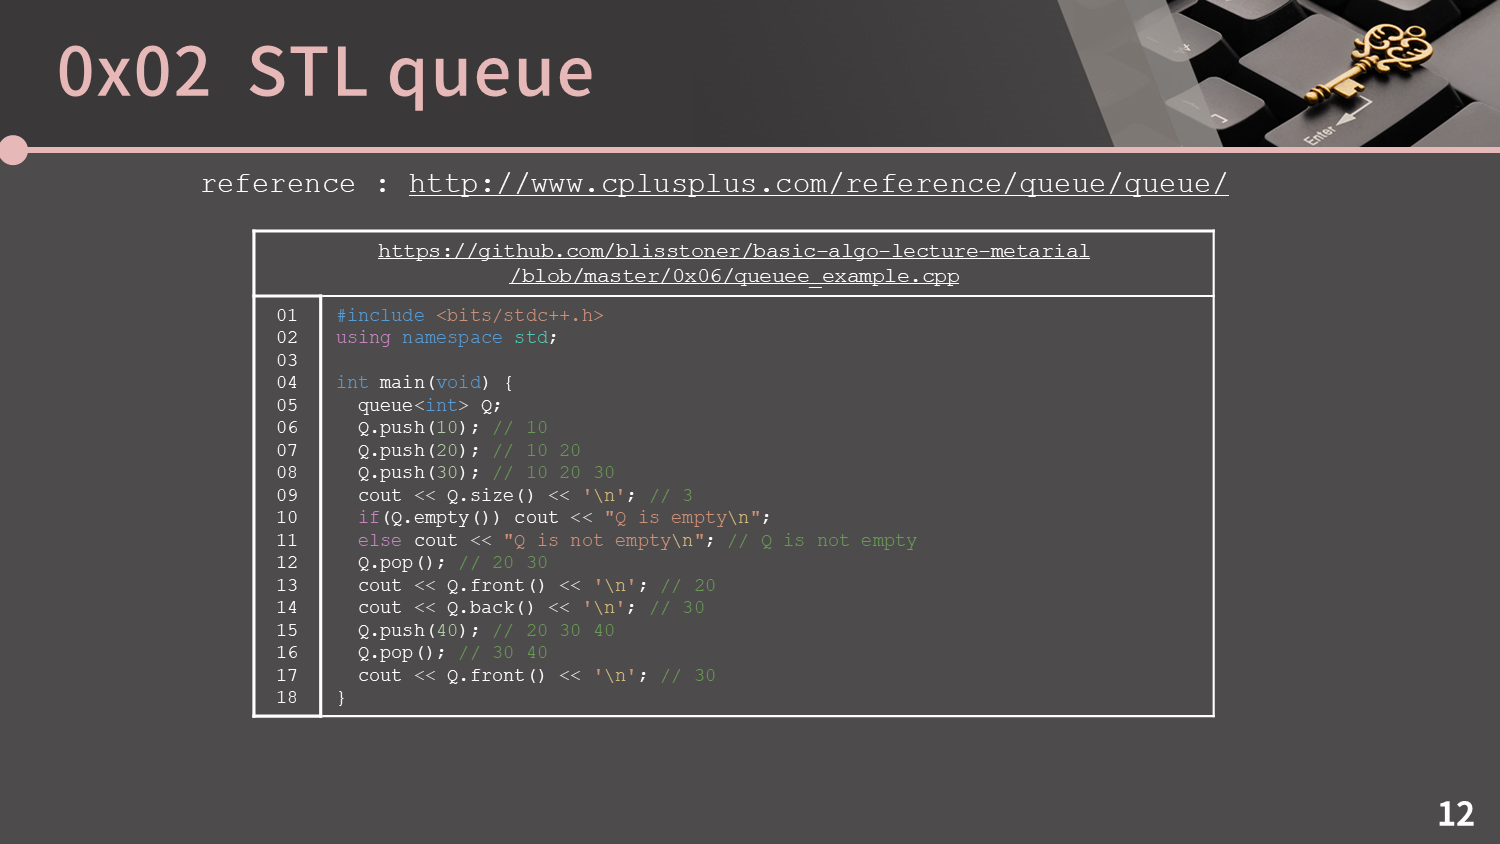 0x02 STL queue
Enter
reference : http://www.cplusplus.com/reference/queue/queue/
https://github.com/blisstoner/basic-algo-lecture-metarial
/blob/master/0x06/queuee_example.cpp
01 #include <bits/stdc++.h>
02 using namespace std;
03
04 int main(void) {
05   queue<int> Q;
06   Q.push(10); // 10
07   Q.push(20); // 10 20
08   Q.push(30); // 10 20 30
09   cout << Q.size() << '\n'; // 3
10   if(Q.empty()) cout << "Q is empty\n";
11   else cout << "Q is not empty\n"; // Q is not empty
12   Q.pop(); // 20 30
13   cout << Q.front() << '\n'; // 20
14   cout << Q.back() << '\n'; // 30
15   Q.push(40); // 20 30 40
16   Q.pop(); // 30 40
17   cout << Q.front() << '\n'; // 30
18 }
12